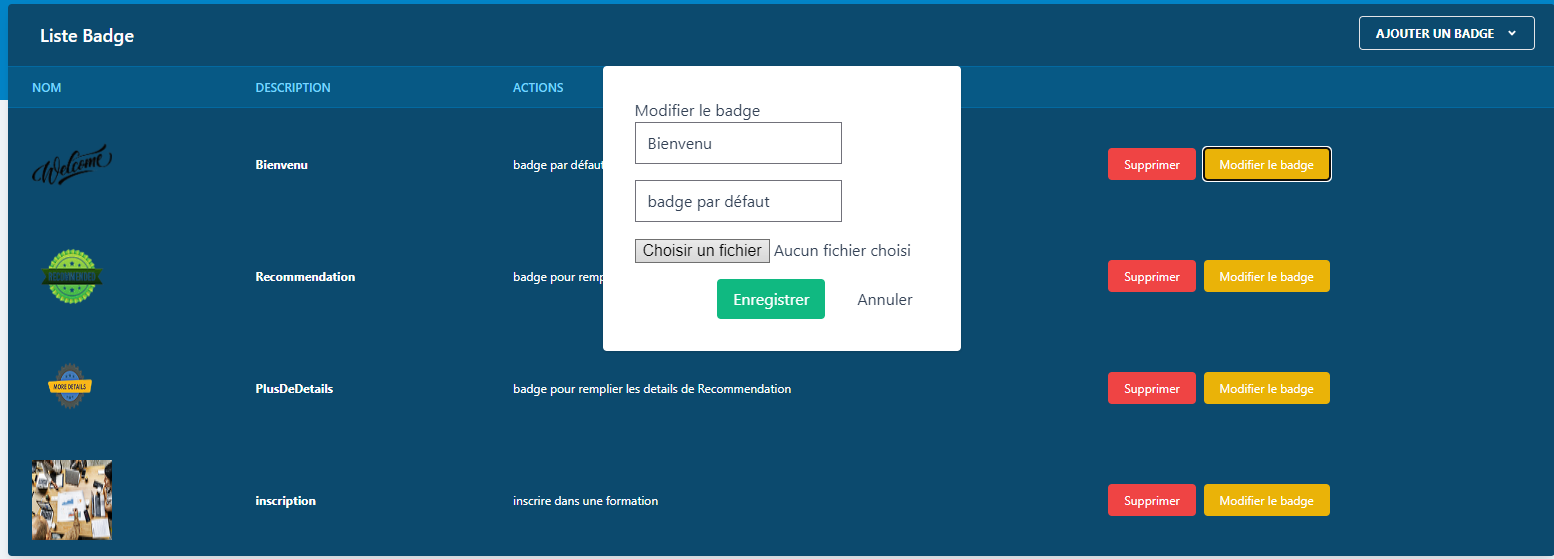 Liste Badge
AJOUTER UN BADGE
NOM DESCRIPTION ACTIONS
Modifier le badge
Bienvenu
badge par défaut
Choisir un fichier Aucun fichier choisi
Enregistrer Annuler
Welcome Bienvenu badge par défaut Supprimer Modifier le badge
RECOMMENDED Recommendation badge pour remp Supprimer Modifier le badge
MORE DETAILS PlusDeDetails badge pour remplier les details de Recommendation Supprimer Modifier le badge
inscription inscrire dans une formation Supprimer Modifier le badge